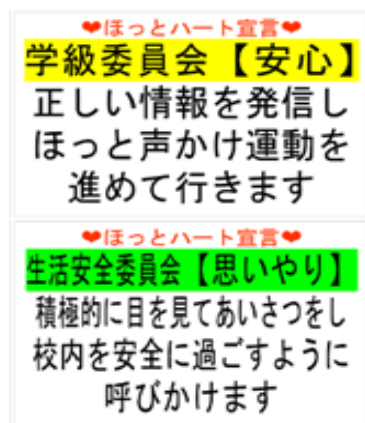 ❤ほっとハート宣言❤
学級委員会【安心】
正しい情報を発信し
ほっと声かけ運動を
進めて行きます
❤ほっとハート宣言❤
生活安全委員会【思いやり】
積極的に目を見てあいさつをし
校内を安全に過ごすように
呼びかけます